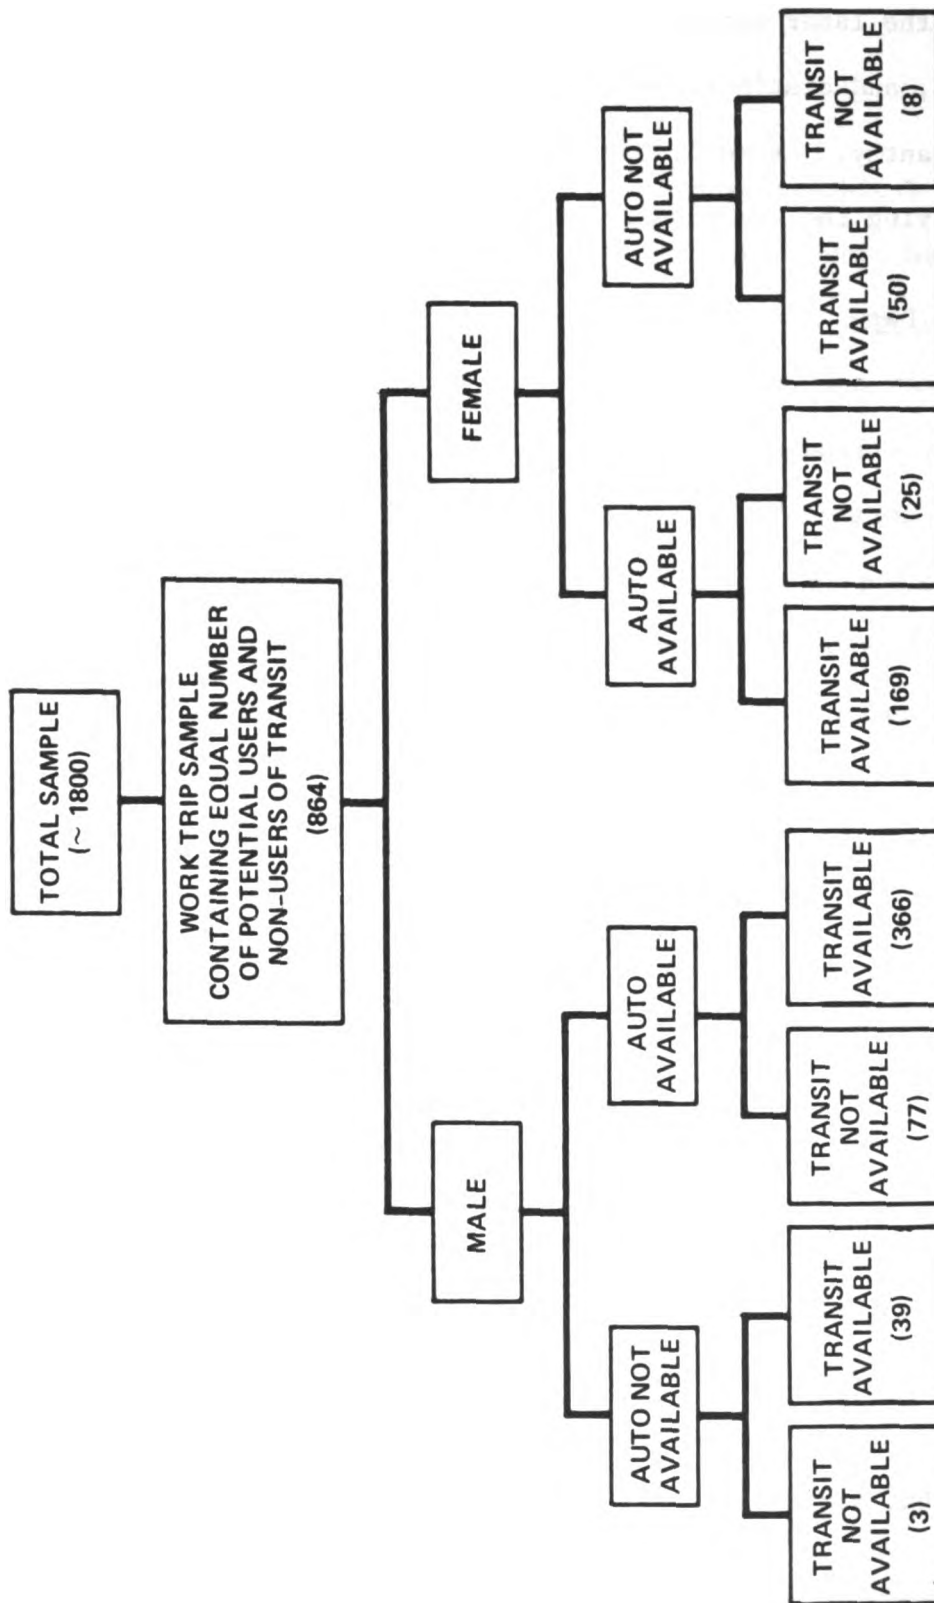 TOTAL SAMPLE
(~ 1800)
WORK TRIP SAMPLE
CONTAINING EQUAL NUMBER
OF POTENTIAL USERS AND
NON-USERS OF TRANSIT
(864)
MALE
FEMALE
AUTO NOT
AVAILABLE
AUTO
AVAILABLE
AUTO
AVAILABLE
AUTO NOT
AVAILABLE
TRANSIT
NOT
AVAILABLE
(3)
TRANSIT
AVAILABLE
(39)
TRANSIT
NOT
AVAILABLE
(77)
TRANSIT
AVAILABLE
(366)
TRANSIT
AVAILABLE
(169)
TRANSIT
NOT
AVAILABLE
(25)
TRANSIT
AVAILABLE
(50)
TRANSIT
NOT
AVAILABLE
(8)